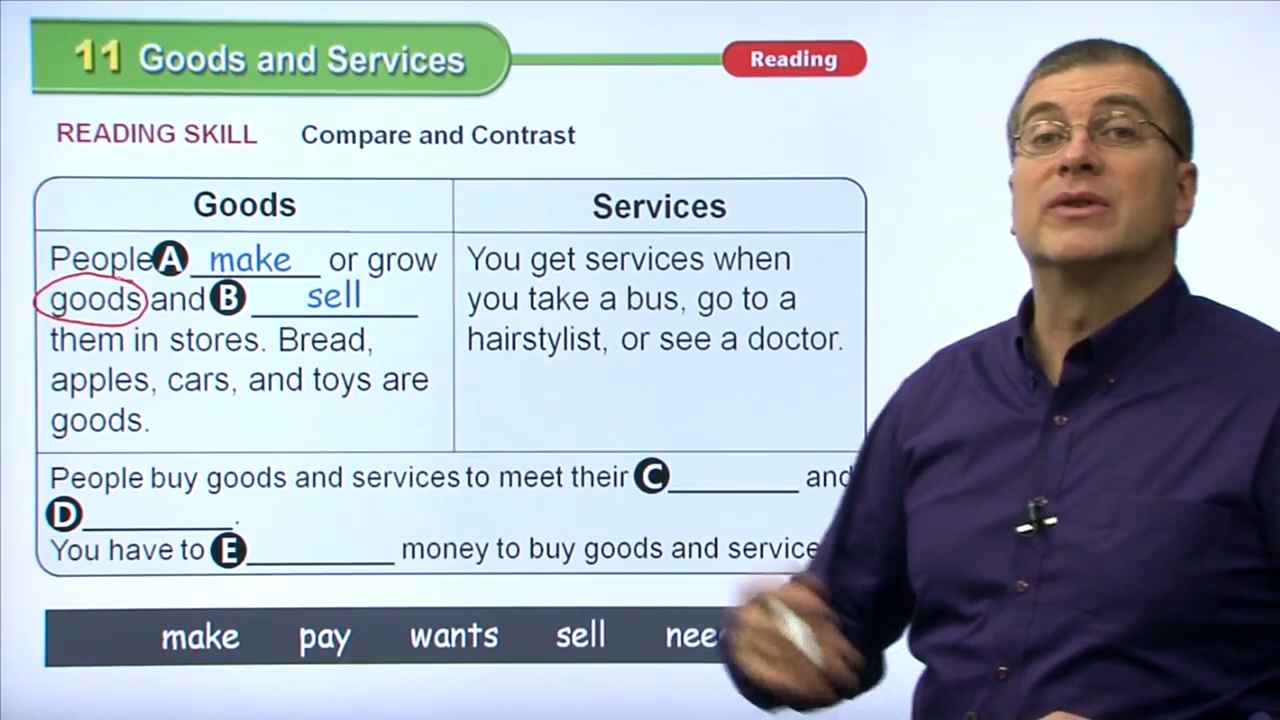 11 Goods and Services
Reading
READING SKILL Compare and Contrast
Goods
People A make or grow
goods and B sell
them in stores. Bread,
apples, cars, and toys are
goods.
Services
You get services when
you take a bus, go to a
hairstylist, or see a doctor.
People buy goods and services to meet their C________ and
D_________.
You have to E_________ money to buy goods and
make pay wants sell